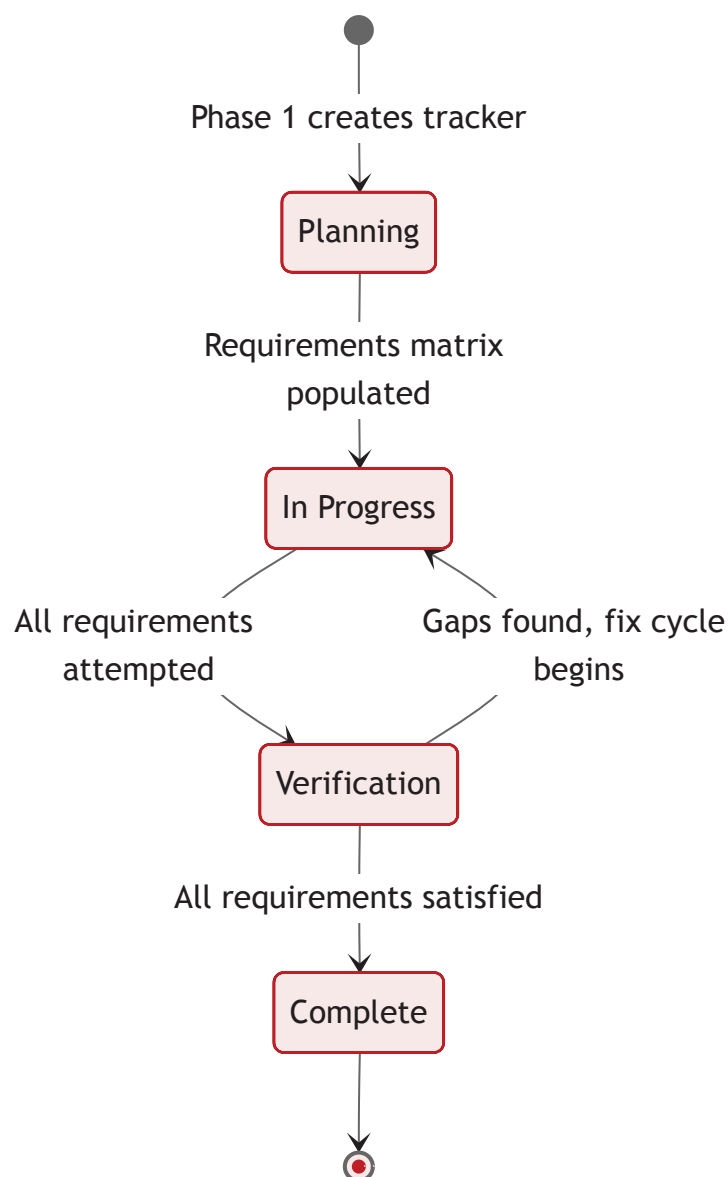 Phase 1 creates tracker
Planning
Requirements matrix
populated
In Progress
All requirements
attempted
Gaps found, fix cycle
begins
Verification
All requirements satisfied
Complete